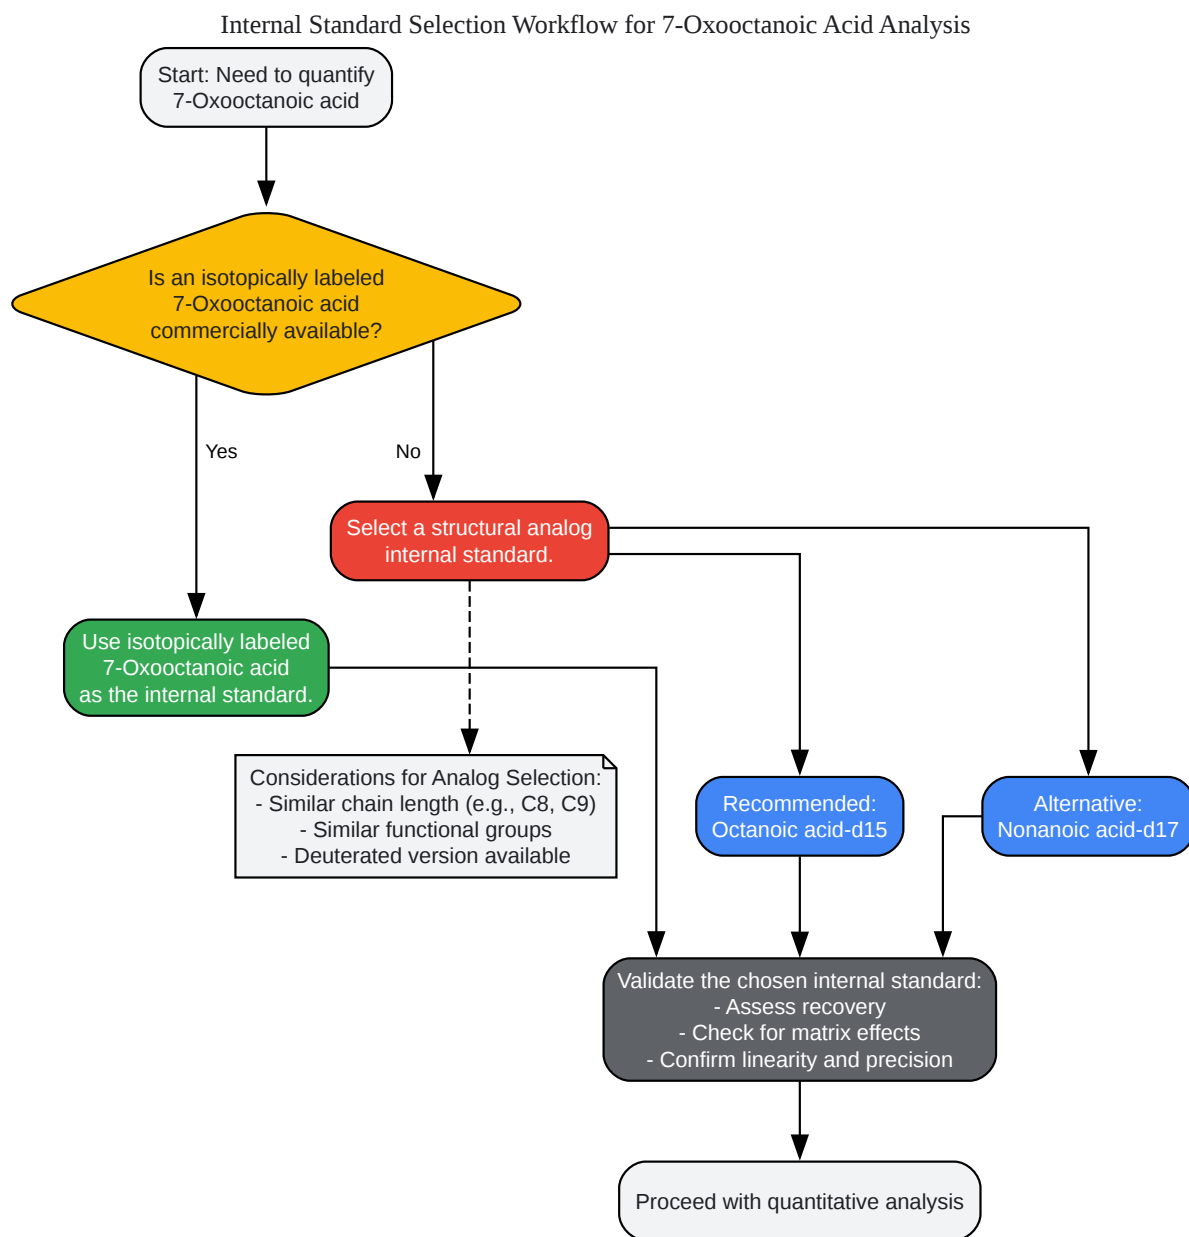 Internal Standard Selection Workflow for 7-Oxooctanoic Acid Analysis
Start: Need to quantify
7-Oxooctanoic acid
Is an isotopically labeled
7-Oxooctanoic acid
commercially available?
Yes
No
Select a structural analog
internal standard.
Use isotopically labeled
7-Oxooctanoic acid
as the internal standard.
Considerations for Analog Selection:
- Similar chain length (e.g., C8, C9)
- Similar functional groups
- Deuterated version available
Recommended:
Octanoic acid-d15
Alternative:
Nonanoic acid-d17
Validate the chosen internal standard:
- Assess recovery
- Check for matrix effects
- Confirm linearity and precision
Proceed with quantitative analysis